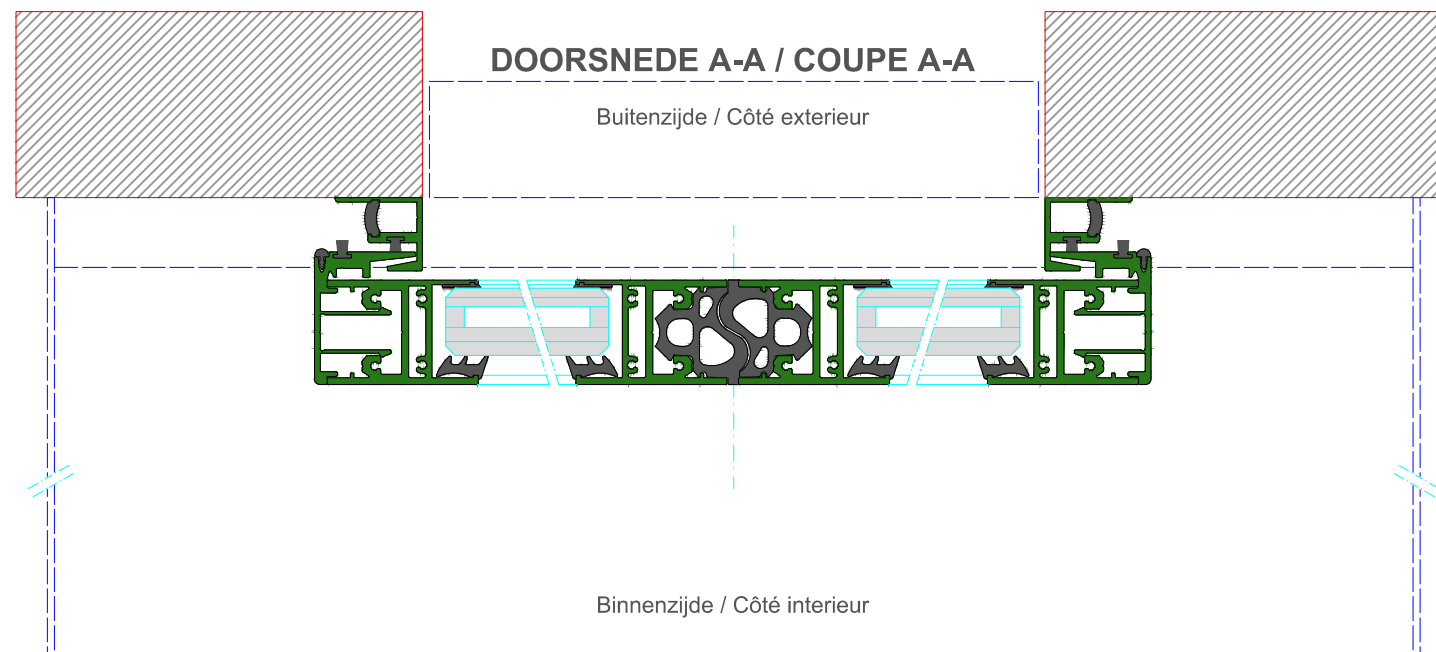 DOORSNEDE A-A / COUPE A-A
Buitenzijde / Côté exterieur
Binnenzijde / Côté interieur